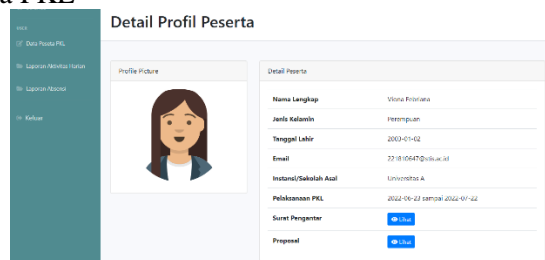 a PKL
Detail Profil Peserta
Data Peseta PKL
Laporan Aktivitas Harian
Laporan Absensi
Keluar
Profile Picture
Detail Peserta
Nama Lengkap Viona Febriana
Jenis Kelamin Perempuan
Tanggal Lahir 2003-01-02
Email
Instansi/Sekolah Asal Universitas A
Pelaksanaan PKL 2022-06-23 sampai 2022-07-22
Surat Pengantar Lihat
Proposal Lihat